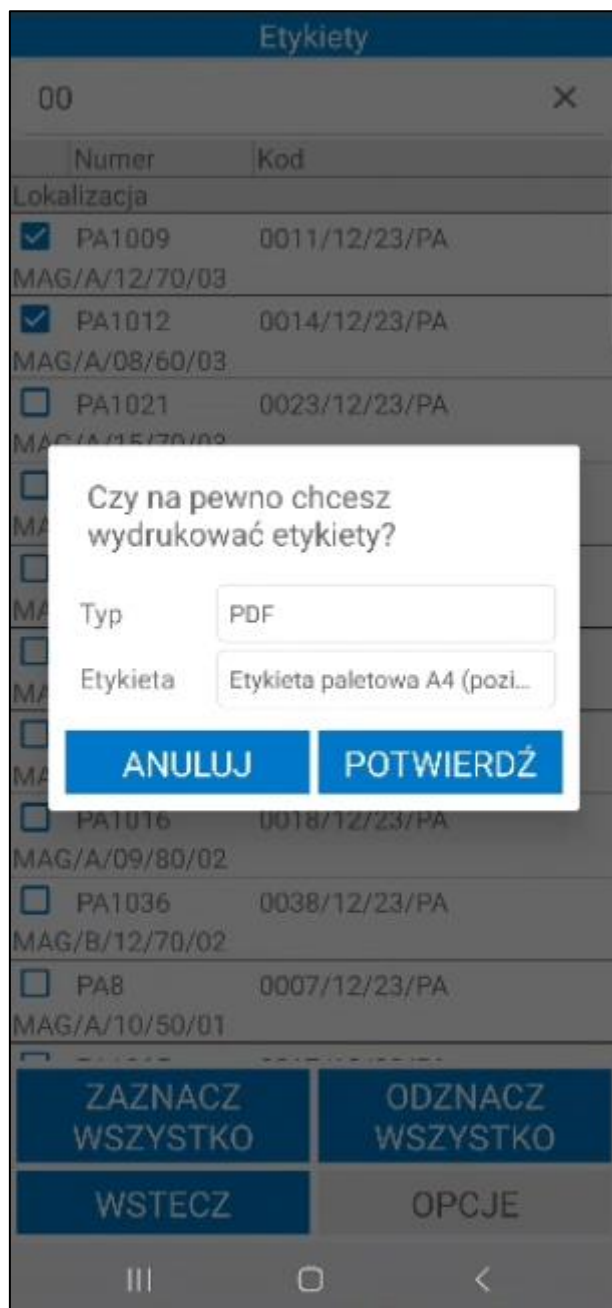 Etykiety
00
Numer Kod
Lokalizacja
PA1009 0011/12/23/PA
MAG/A/12/70/03
PA1012 0014/12/23/PA
MAG/A/08/60/03
PA1021 0023/12/23/PA
Czy na pewno chcesz
wydrukować etykiety?
Typ PDF
Etykieta Etykieta paletowa A4 (pozi...
ANULUJ POTWIERDŹ
PA1016 0018/12/23/PA
MAG/A/09/80/02
PA1036 0038/12/23/PA
MAG/B/12/70/02
PA8 0007/12/23/PA
MAG/A/10/50/01
ZAZNACZ WSZYSTKO
ODZNACZ WSZYSTKO
WSTECZ OPCJE